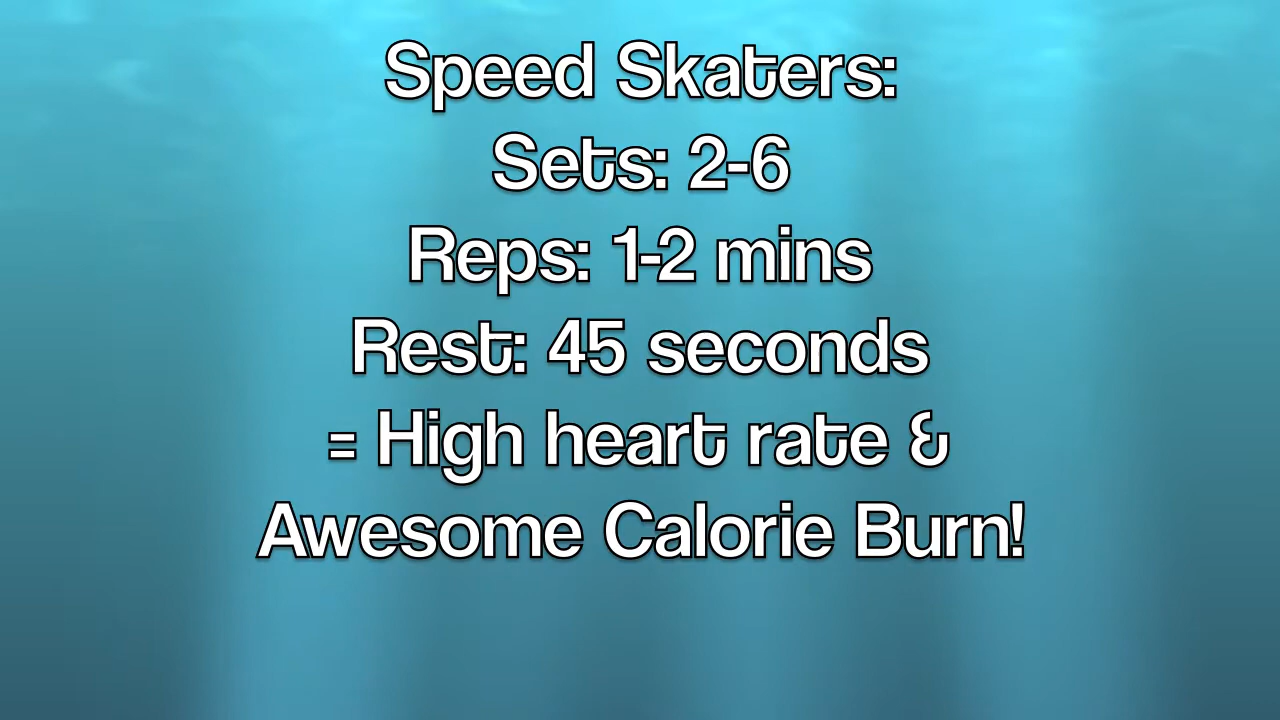 Speed Skaters:
Sets: 2-6
Reps: 1-2 mins
Rest: 45 seconds
= High heart rate &
Awesome Calorie Burn!